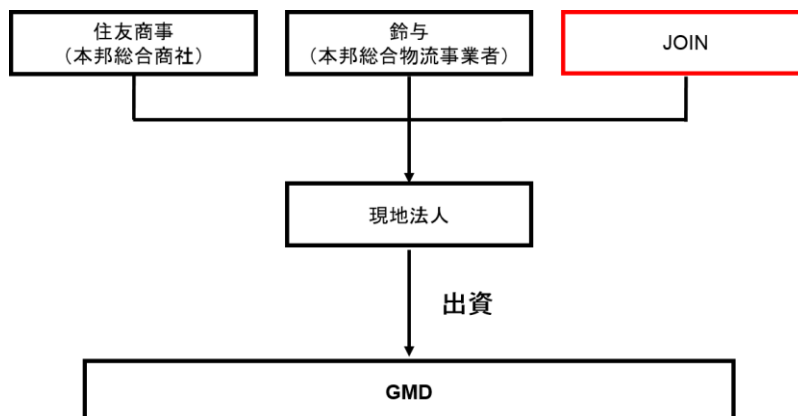 住友商事
（本邦総合商社）
鈴与
（本邦総合物流事業者）
JOIN
現地法人
出資
GMD